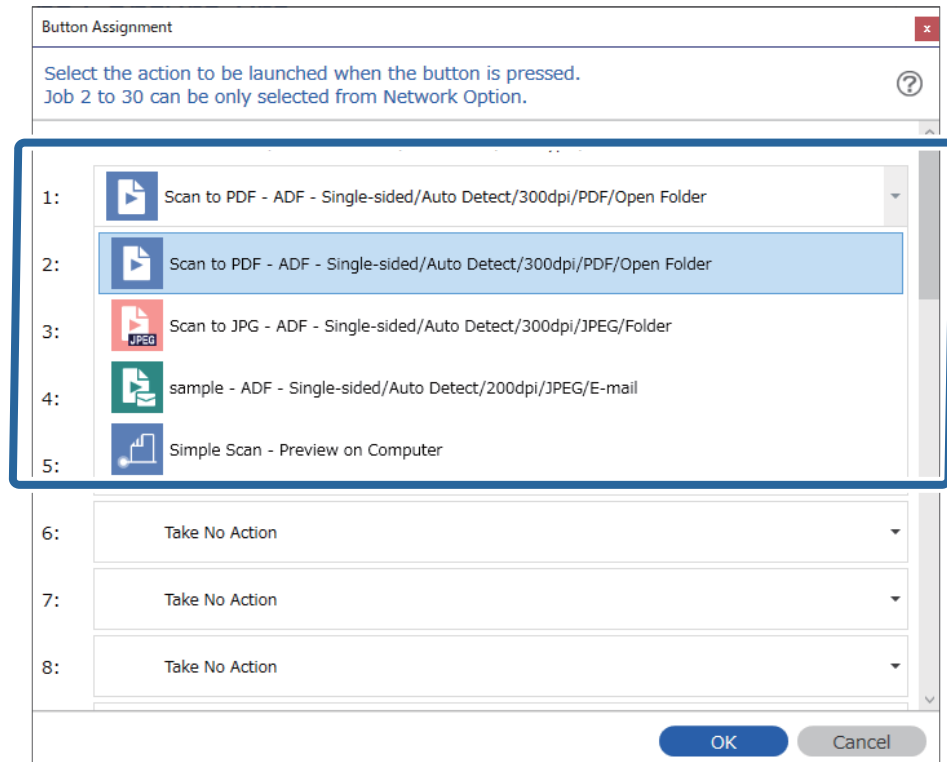 Button Assignment
x
Select the action to be launched when the button is pressed.
?
Job 2 to 30 can be only selected from Network Option.
1:
Scan to PDF - ADF - Single-sided/Auto Detect/300dpi/PDF/Open Folder
2:
Scan to PDF - ADF - Single-sided/Auto Detect/300dpi/PDF/Open Folder
3:
JPEG
Scan to JPG - ADF - Single-sided/Auto Detect/300dpi/JPEG/Folder
4:
sample - ADF - Single-sided/Auto Detect/200dpi/JPEG/E-mail
5:
Simple Scan - Preview on Computer
6:
Take No Action
7:
Take No Action
8:
Take No Action
OK
Cancel